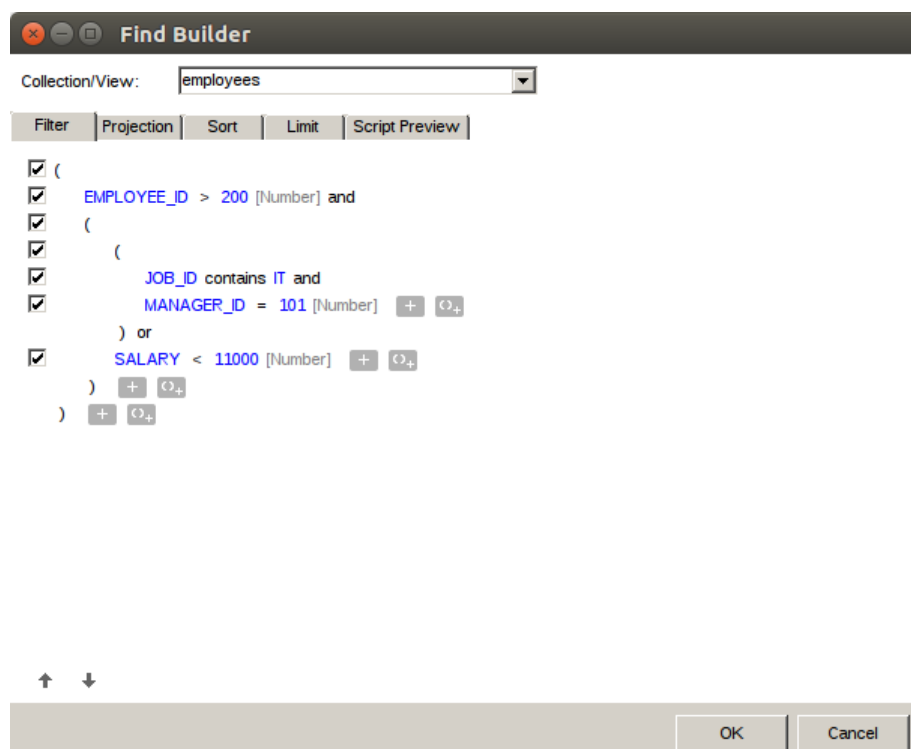 Find Builder
Collection/View: employees
Filter Projection Sort Limit Script Preview
(
EMPLOYEE_ID > 200 [Number] and
(
(
JOB_ID contains IT and
MANAGER_ID = 101 [Number] + ()+
) or
SALARY < 11000 [Number] + ()+
) + ()+
) + ()+
OK Cancel